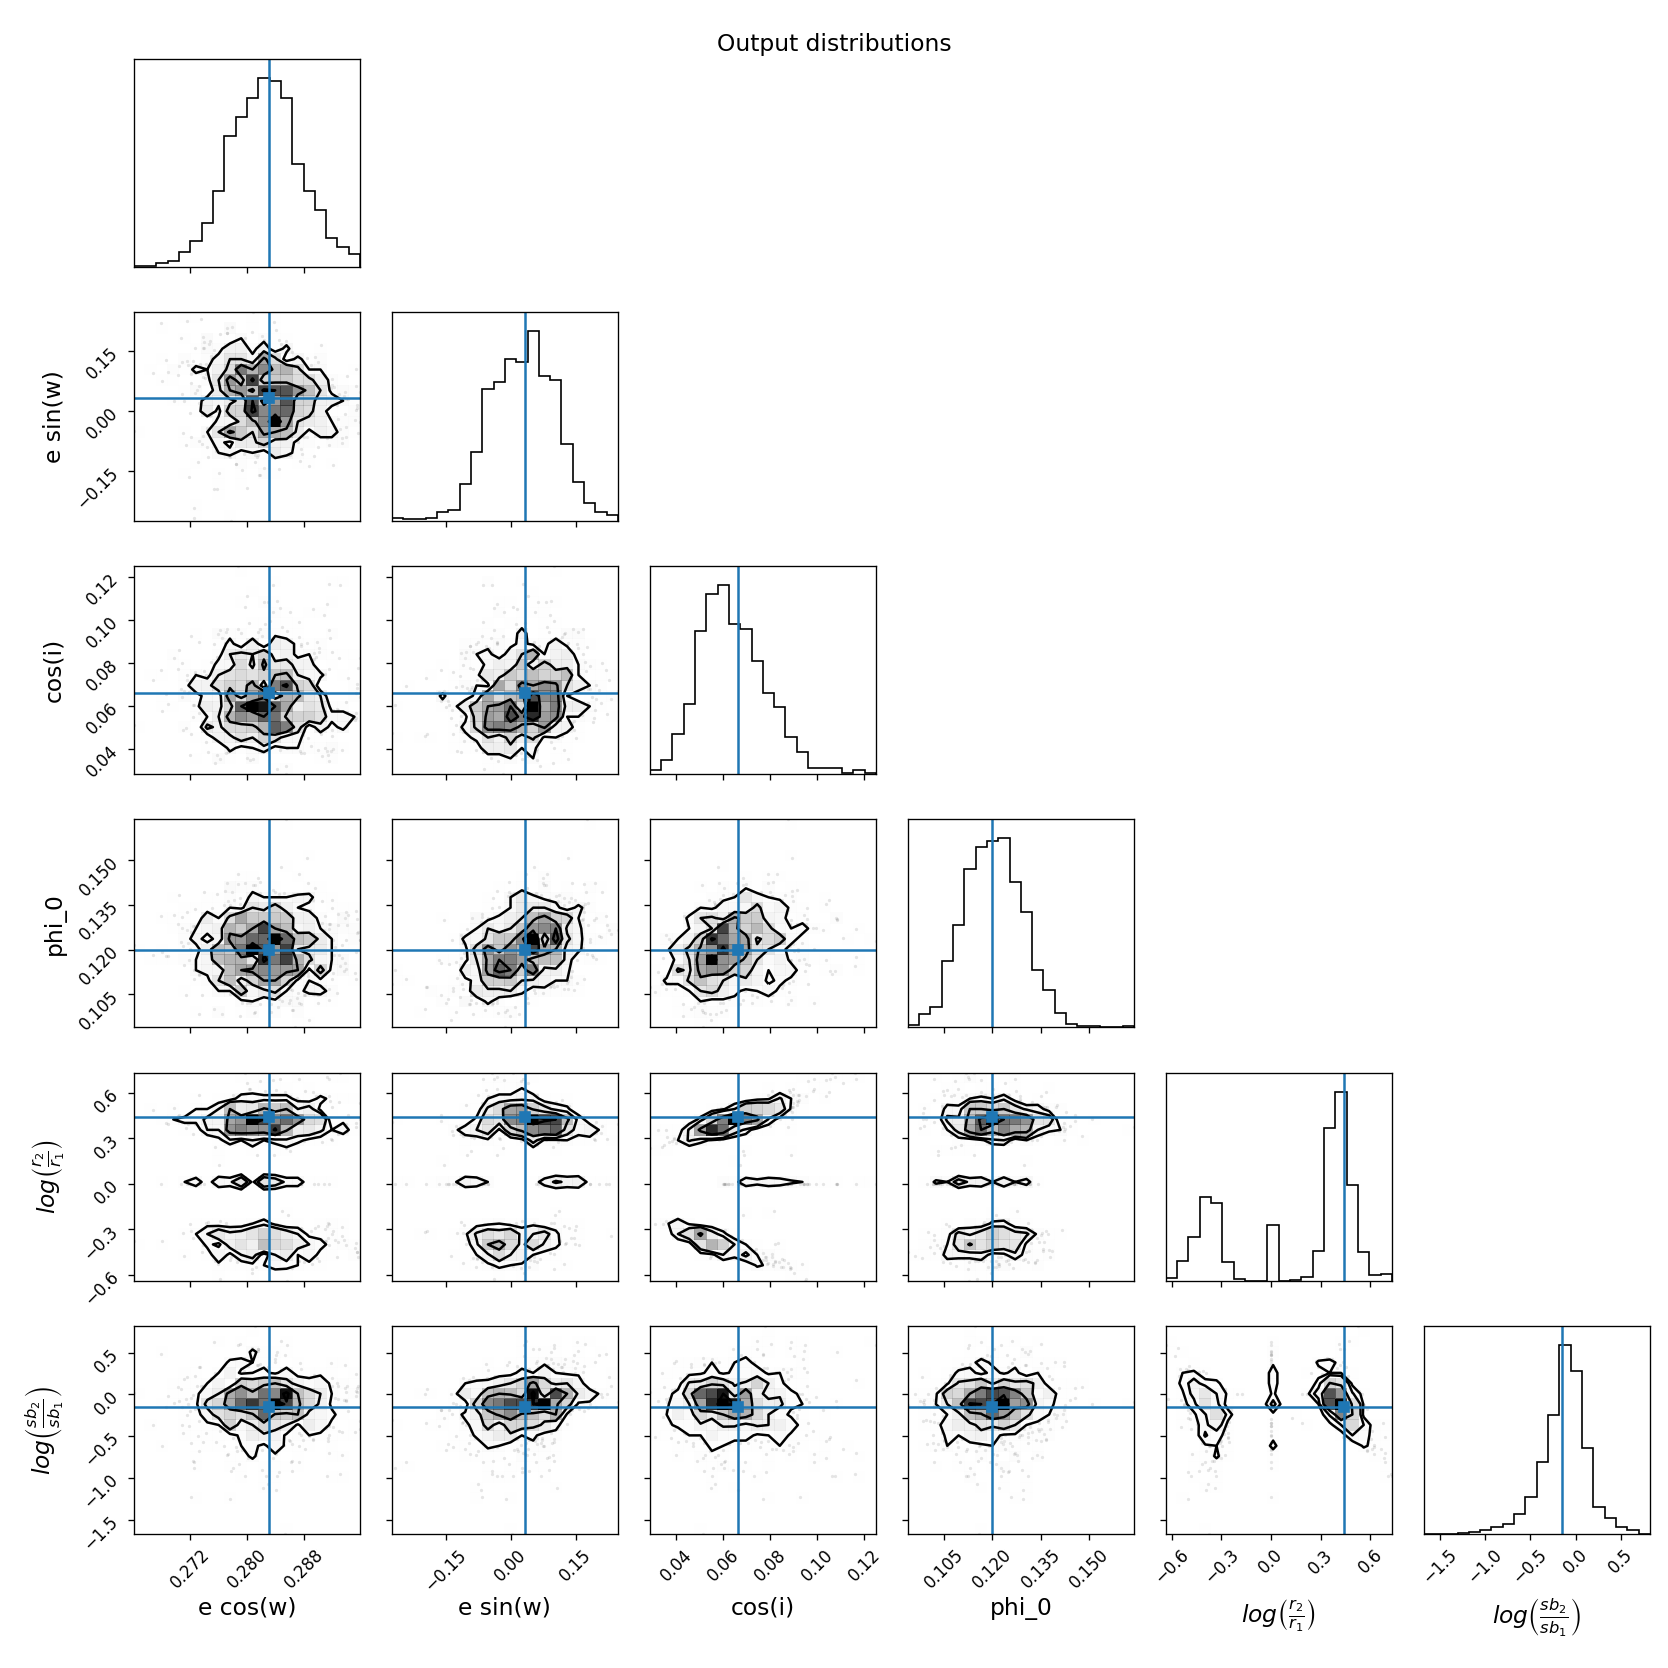 Output distributions
e sin(w)
0.15
0.00
−0.15
cos(i)
0.12
0.10
0.08
0.06
0.04
phi_0
0.150
0.135
0.120
0.105
log(r2/r1)
0.6
0.3
0.0
−0.3
−0.6
log(sb2/sb1)
0.5
0.0
−0.5
−1.0
−1.5
0.272 0.280 0.288 −0.15 0.00 0.15 0.04 0.06 0.08 0.10 0.12 0.105 0.120 0.135 0.150 −0.6 −0.3 0.0 0.3 0.6 −1.5 −1.0 −0.5 0.0 0.5
e cos(w) e sin(w) cos(i) phi_0 log(r2/r1) log(sb2/sb1)